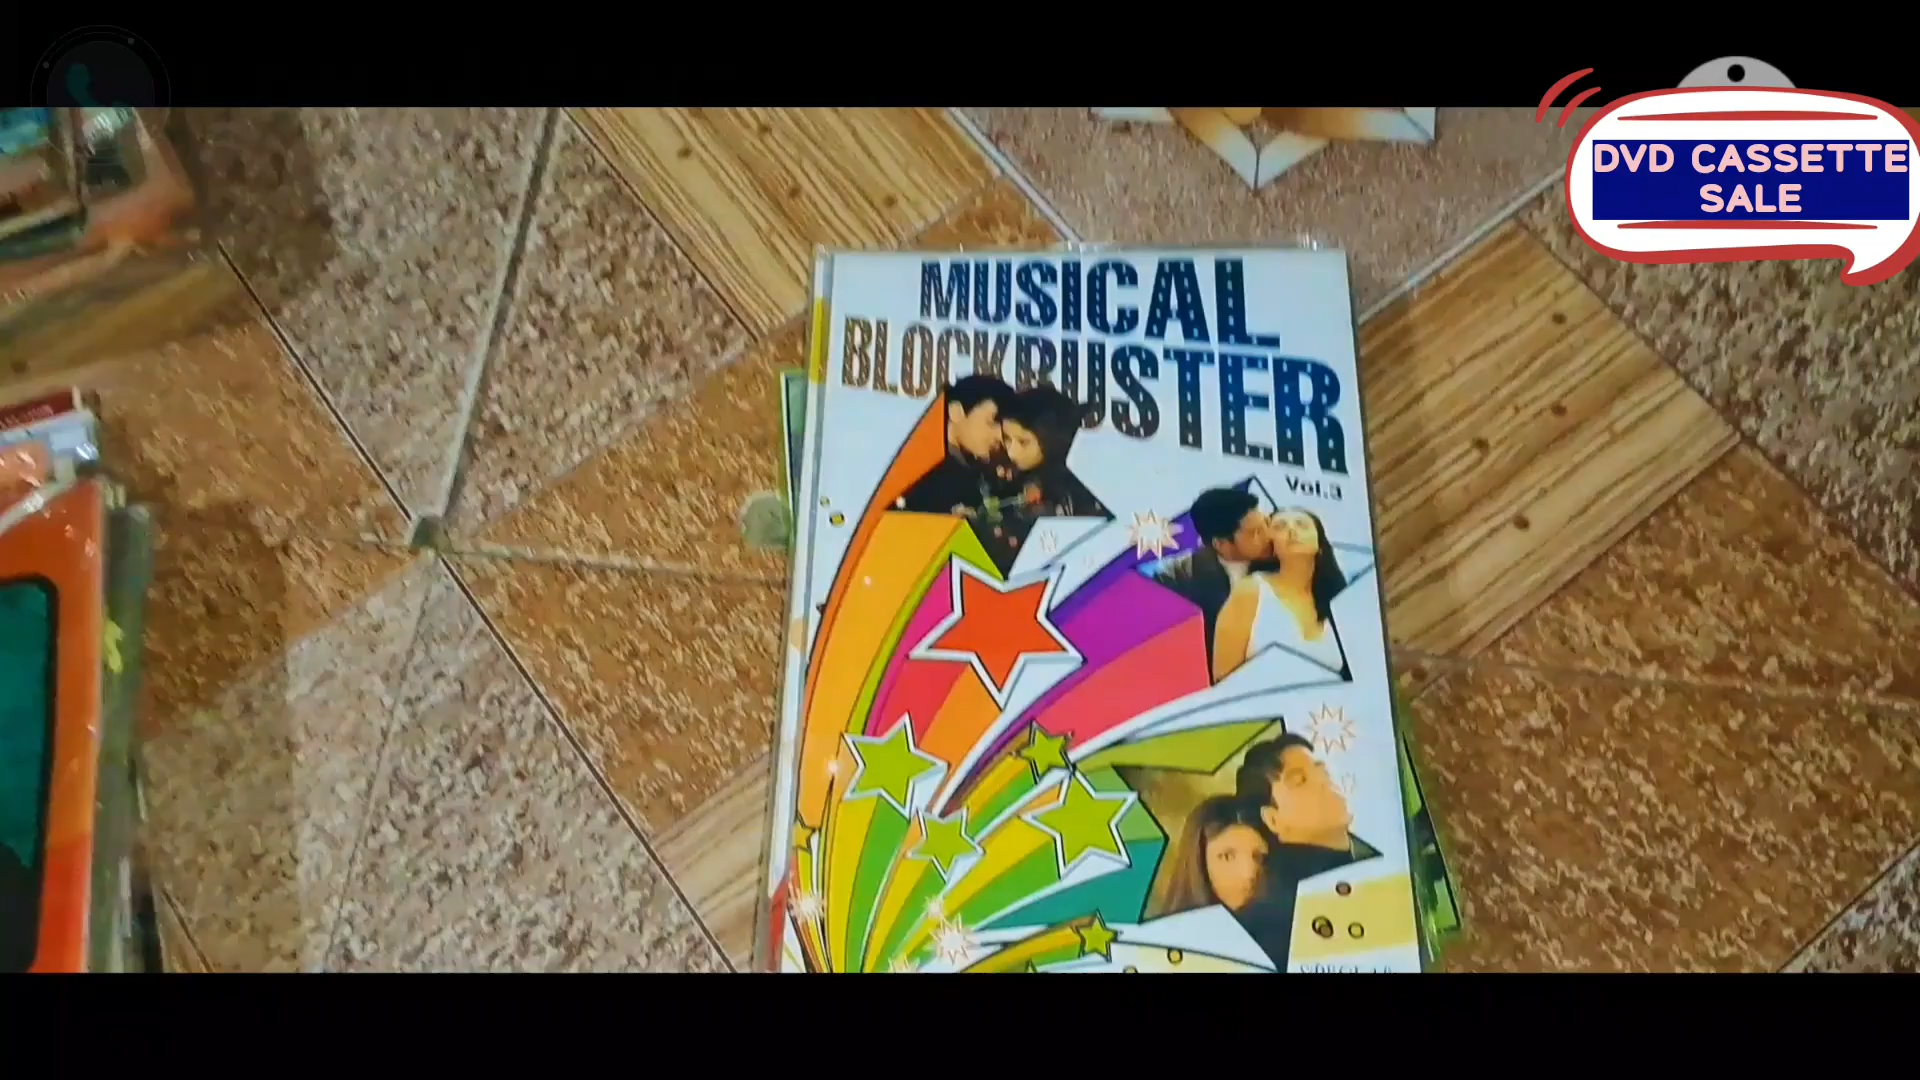 DVD CASSETTE
SALE
MUSICAL
BLOCKBUSTER
Vol.3